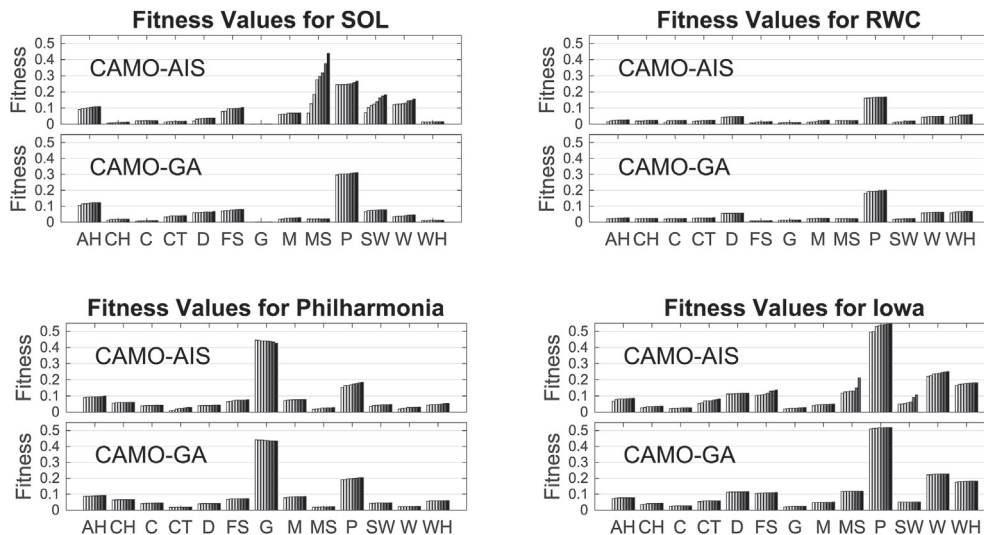 Fitness Values for SOL
Fitness
0.5
0.4
0.3
0.2
0.1
0
CAMO-AIS
Fitness
0.5
0.4
0.3
0.2
0.1
0
CAMO-GA
AH CH C CT D FS G M MS P SW W WH
Fitness Values for RWC
Fitness
0.5
0.4
0.3
0.2
0.1
0
CAMO-AIS
Fitness
0.5
0.4
0.3
0.2
0.1
0
CAMO-GA
AH CH C CT D FS G M MS P SW W WH
Fitness Values for Philharmonia
Fitness
0.5
0.4
0.3
0.2
0.1
0
CAMO-AIS
Fitness
0.5
0.4
0.3
0.2
0.1
0
CAMO-GA
AH CH C CT D FS G M MS P SW W WH
Fitness Values for Iowa
Fitness
0.5
0.4
0.3
0.2
0.1
0
CAMO-AIS
Fitness
0.5
0.4
0.3
0.2
0.1
0
CAMO-GA
AH CH C CT D FS G M MS P SW W WH